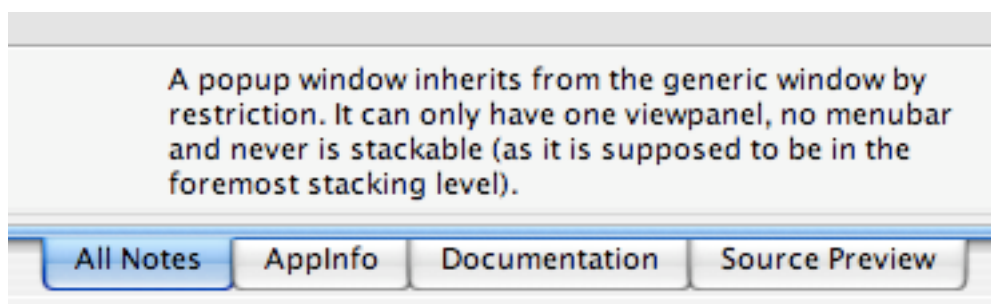 A popup window inherits from the generic window by
restriction. It can only have one viewpanel, no menubar
and never is stackable (as it is supposed to be in the
foremost stacking level).
All Notes AppInfo Documentation Source Preview